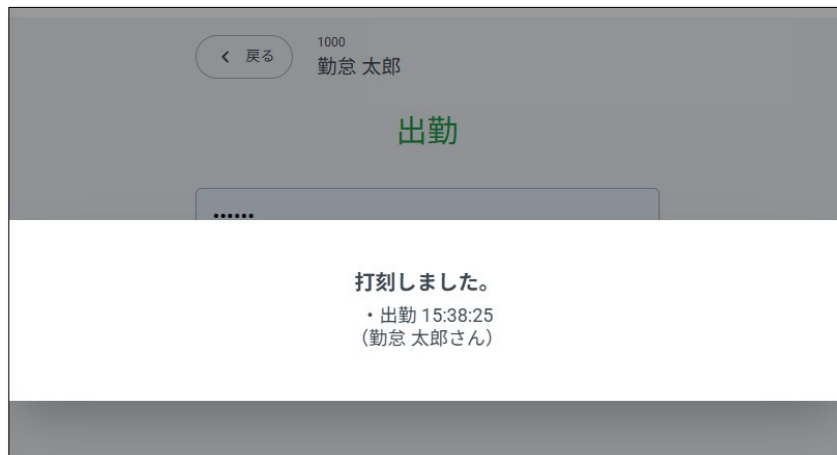 1000
戻る
勤怠 太郎
出勤
••••••
打刻しました。
・出勤 15:38:25
（勤怠 太郎さん）